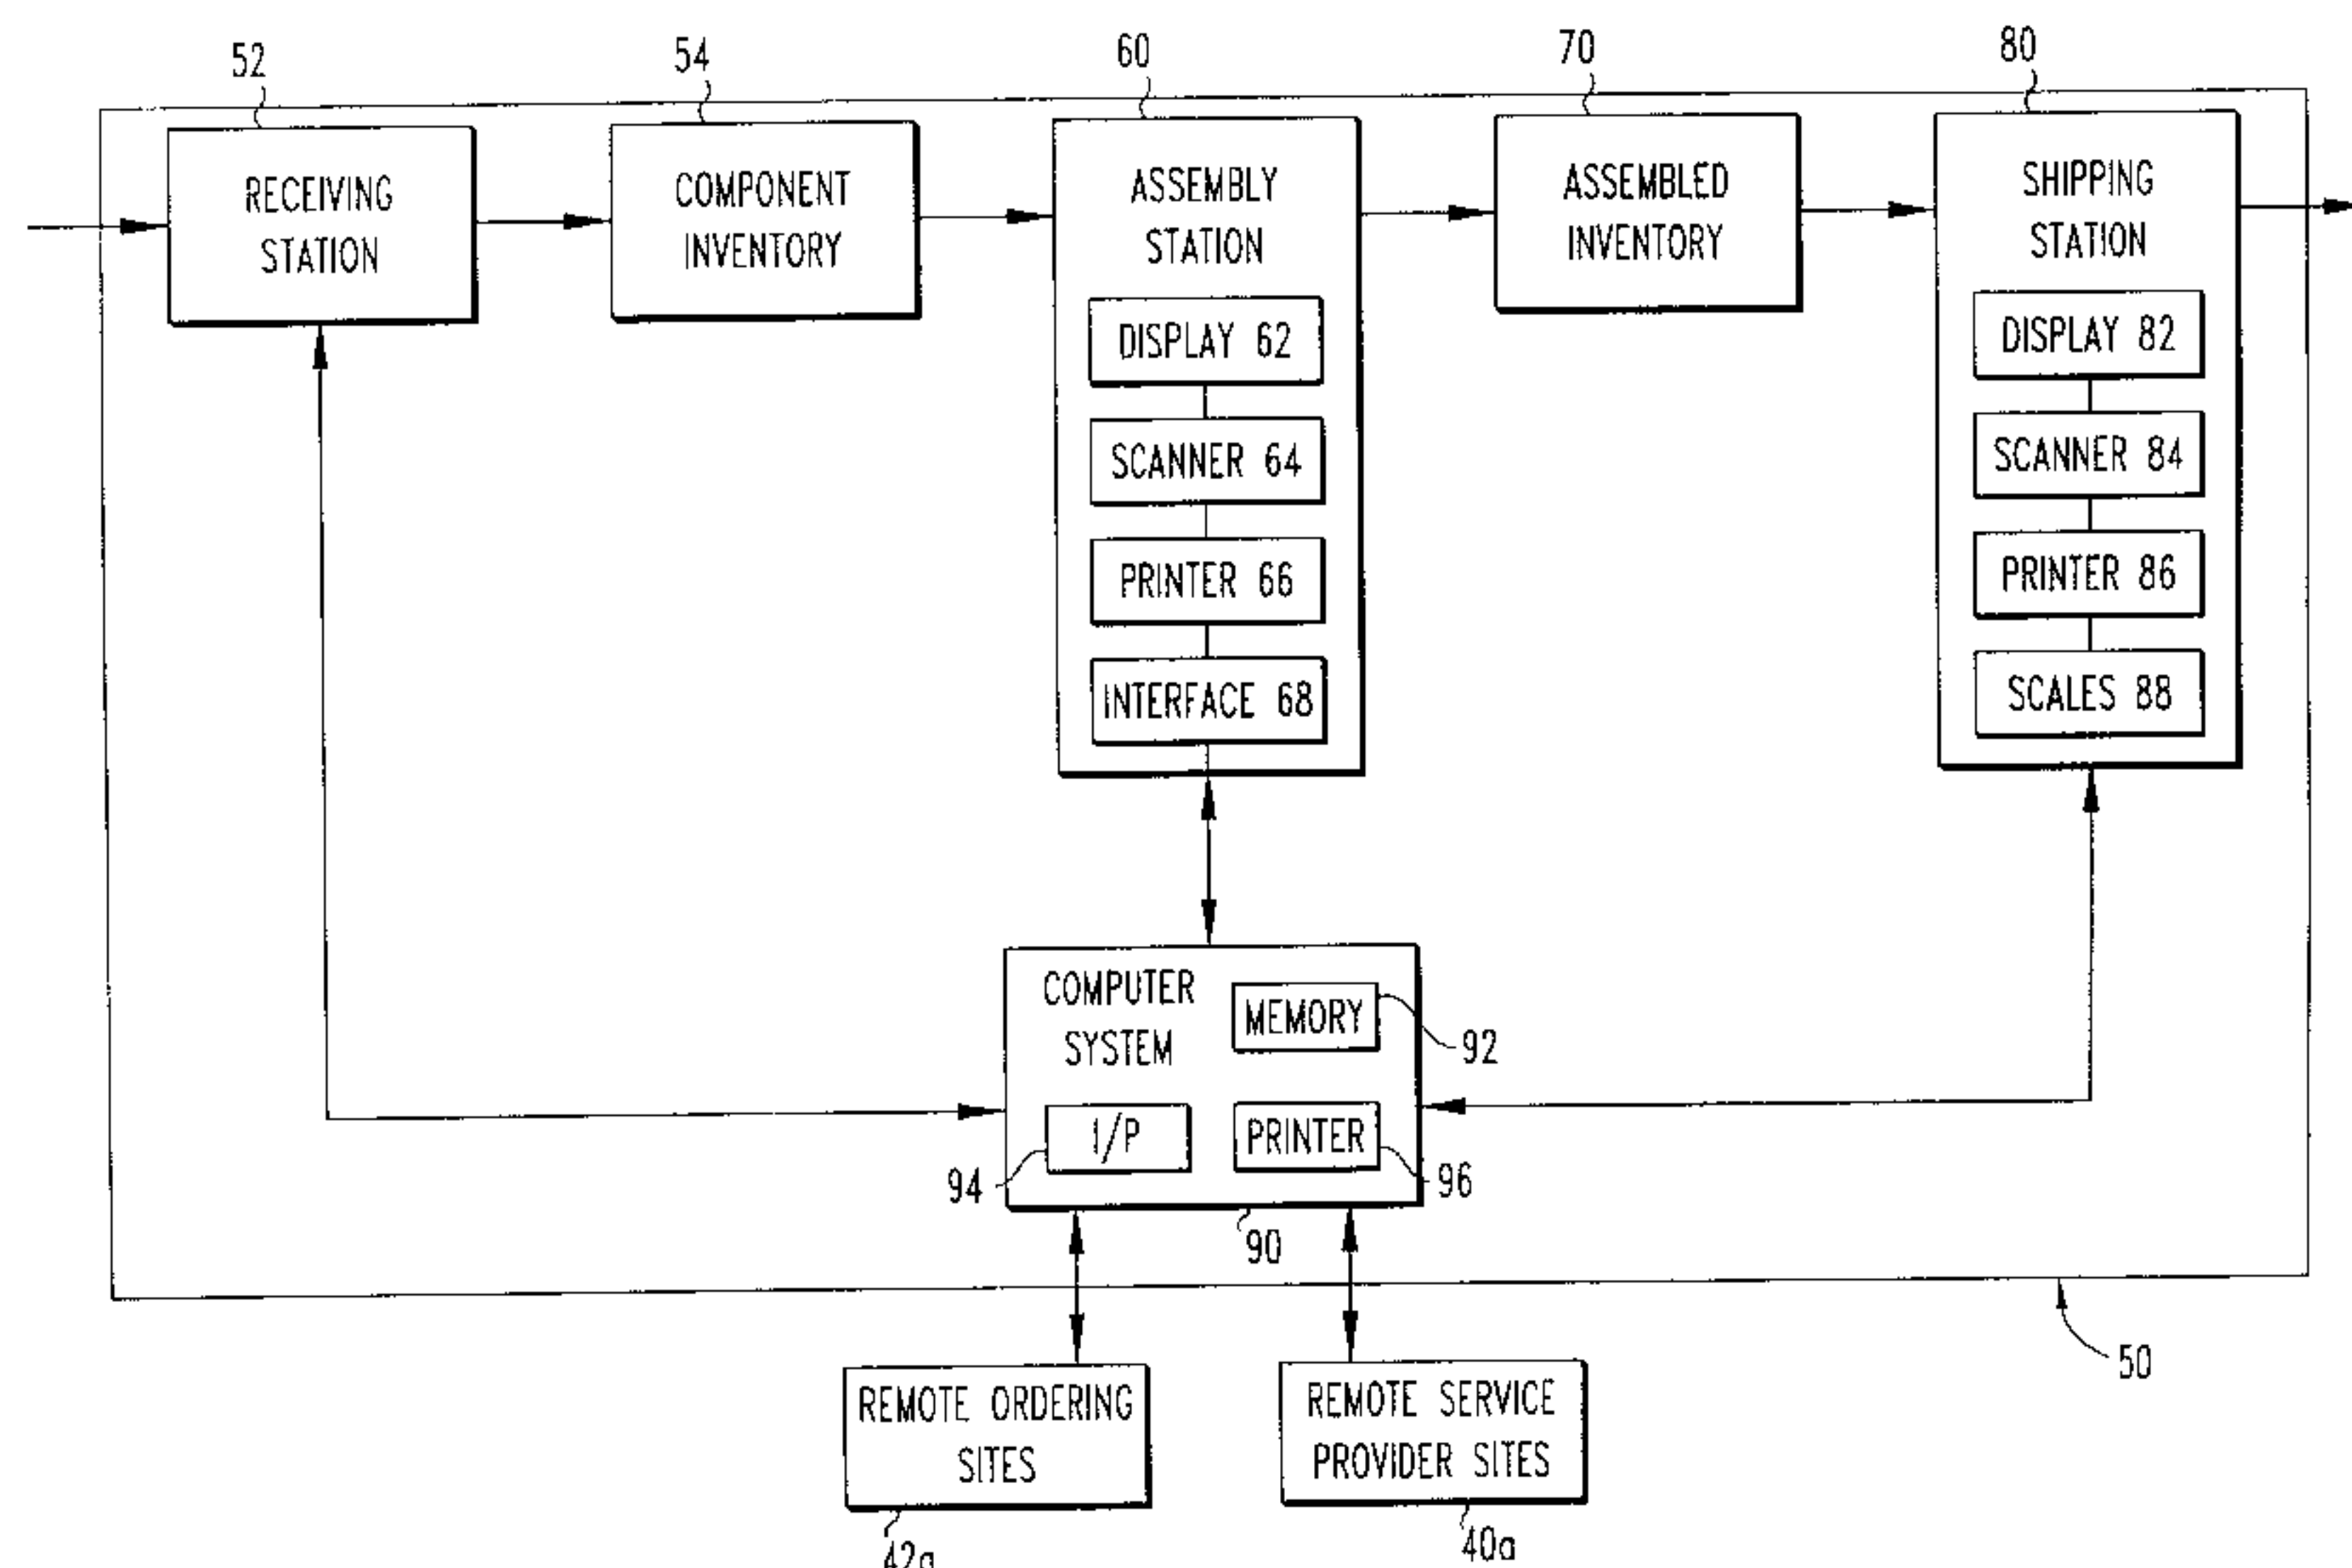 52
54
60
70
80
RECEIVING
STATION
COMPONENT
INVENTORY
ASSEMBLY
STATION
DISPLAY 62
SCANNER 64
PRINTER 66
INTERFACE 68
ASSEMBLED
INVENTORY
SHIPPING
STATION
DISPLAY 82
SCANNER 84
PRINTER 86
SCALES 88
COMPUTER
SYSTEM
MEMORY
92
I/P
94
PRINTER
96
90
50
REMOTE ORDERING
SITES
42a
REMOTE SERVICE
PROVIDER SITES
40a